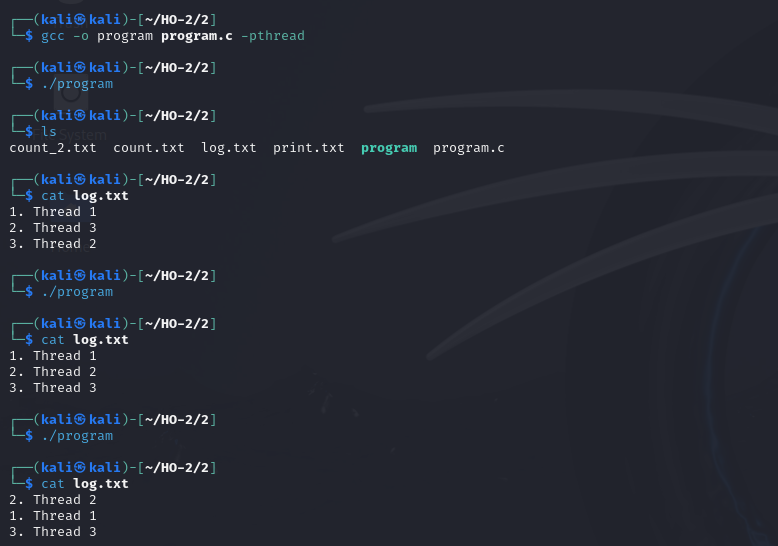 ┌──(kali㉿kali)-[~/HO-2/2]
└─$ gcc -o program program.c -pthread
┌──(kali㉿kali)-[~/HO-2/2]
└─$ ./program
┌──(kali㉿kali)-[~/HO-2/2]
└─$ ls
count_2.txt  count.txt  log.txt  print.txt  program  program.c
┌──(kali㉿kali)-[~/HO-2/2]
└─$ cat log.txt
1. Thread 1
2. Thread 3
3. Thread 2
┌──(kali㉿kali)-[~/HO-2/2]
└─$ ./program
┌──(kali㉿kali)-[~/HO-2/2]
└─$ cat log.txt
1. Thread 1
2. Thread 2
3. Thread 3
┌──(kali㉿kali)-[~/HO-2/2]
└─$ ./program
┌──(kali㉿kali)-[~/HO-2/2]
└─$ cat log.txt
2. Thread 2
1. Thread 1
3. Thread 3